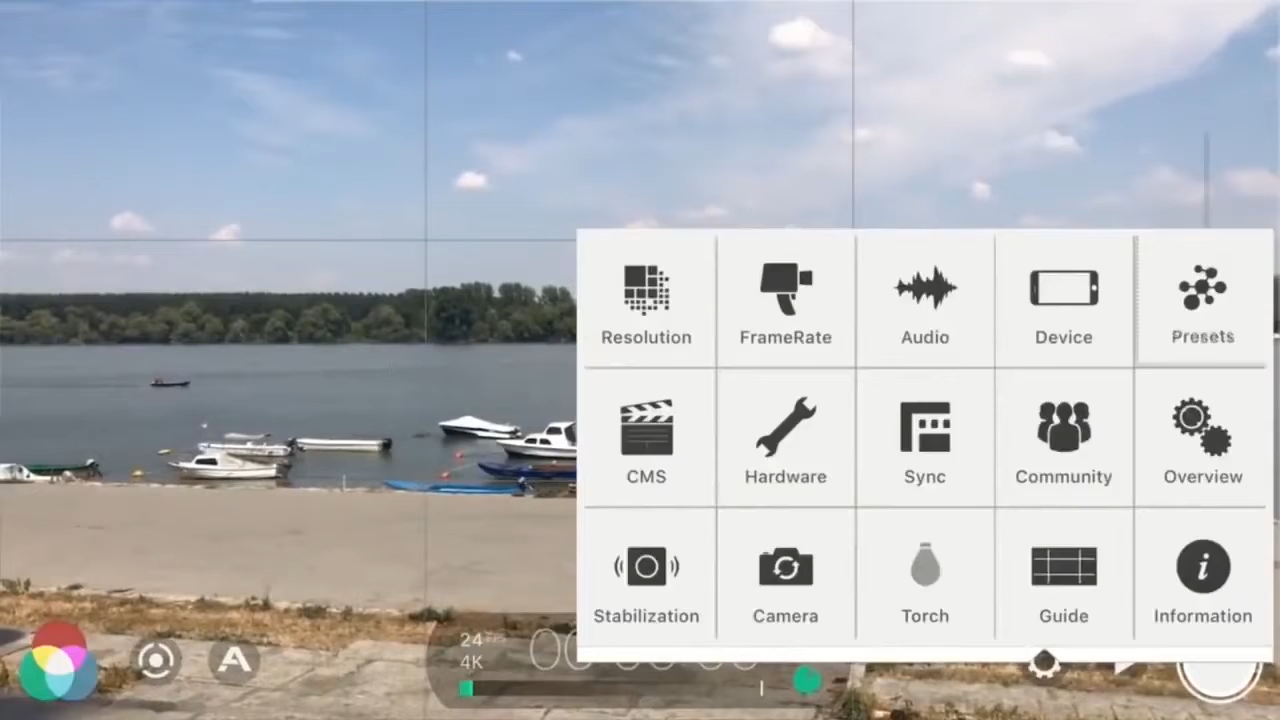 Resolution
FrameRate
Audio
Device
Presets
CMS
Hardware
Sync
Community
Overview
Stabilization
Camera
Torch
Guide
Information
24
4K
A